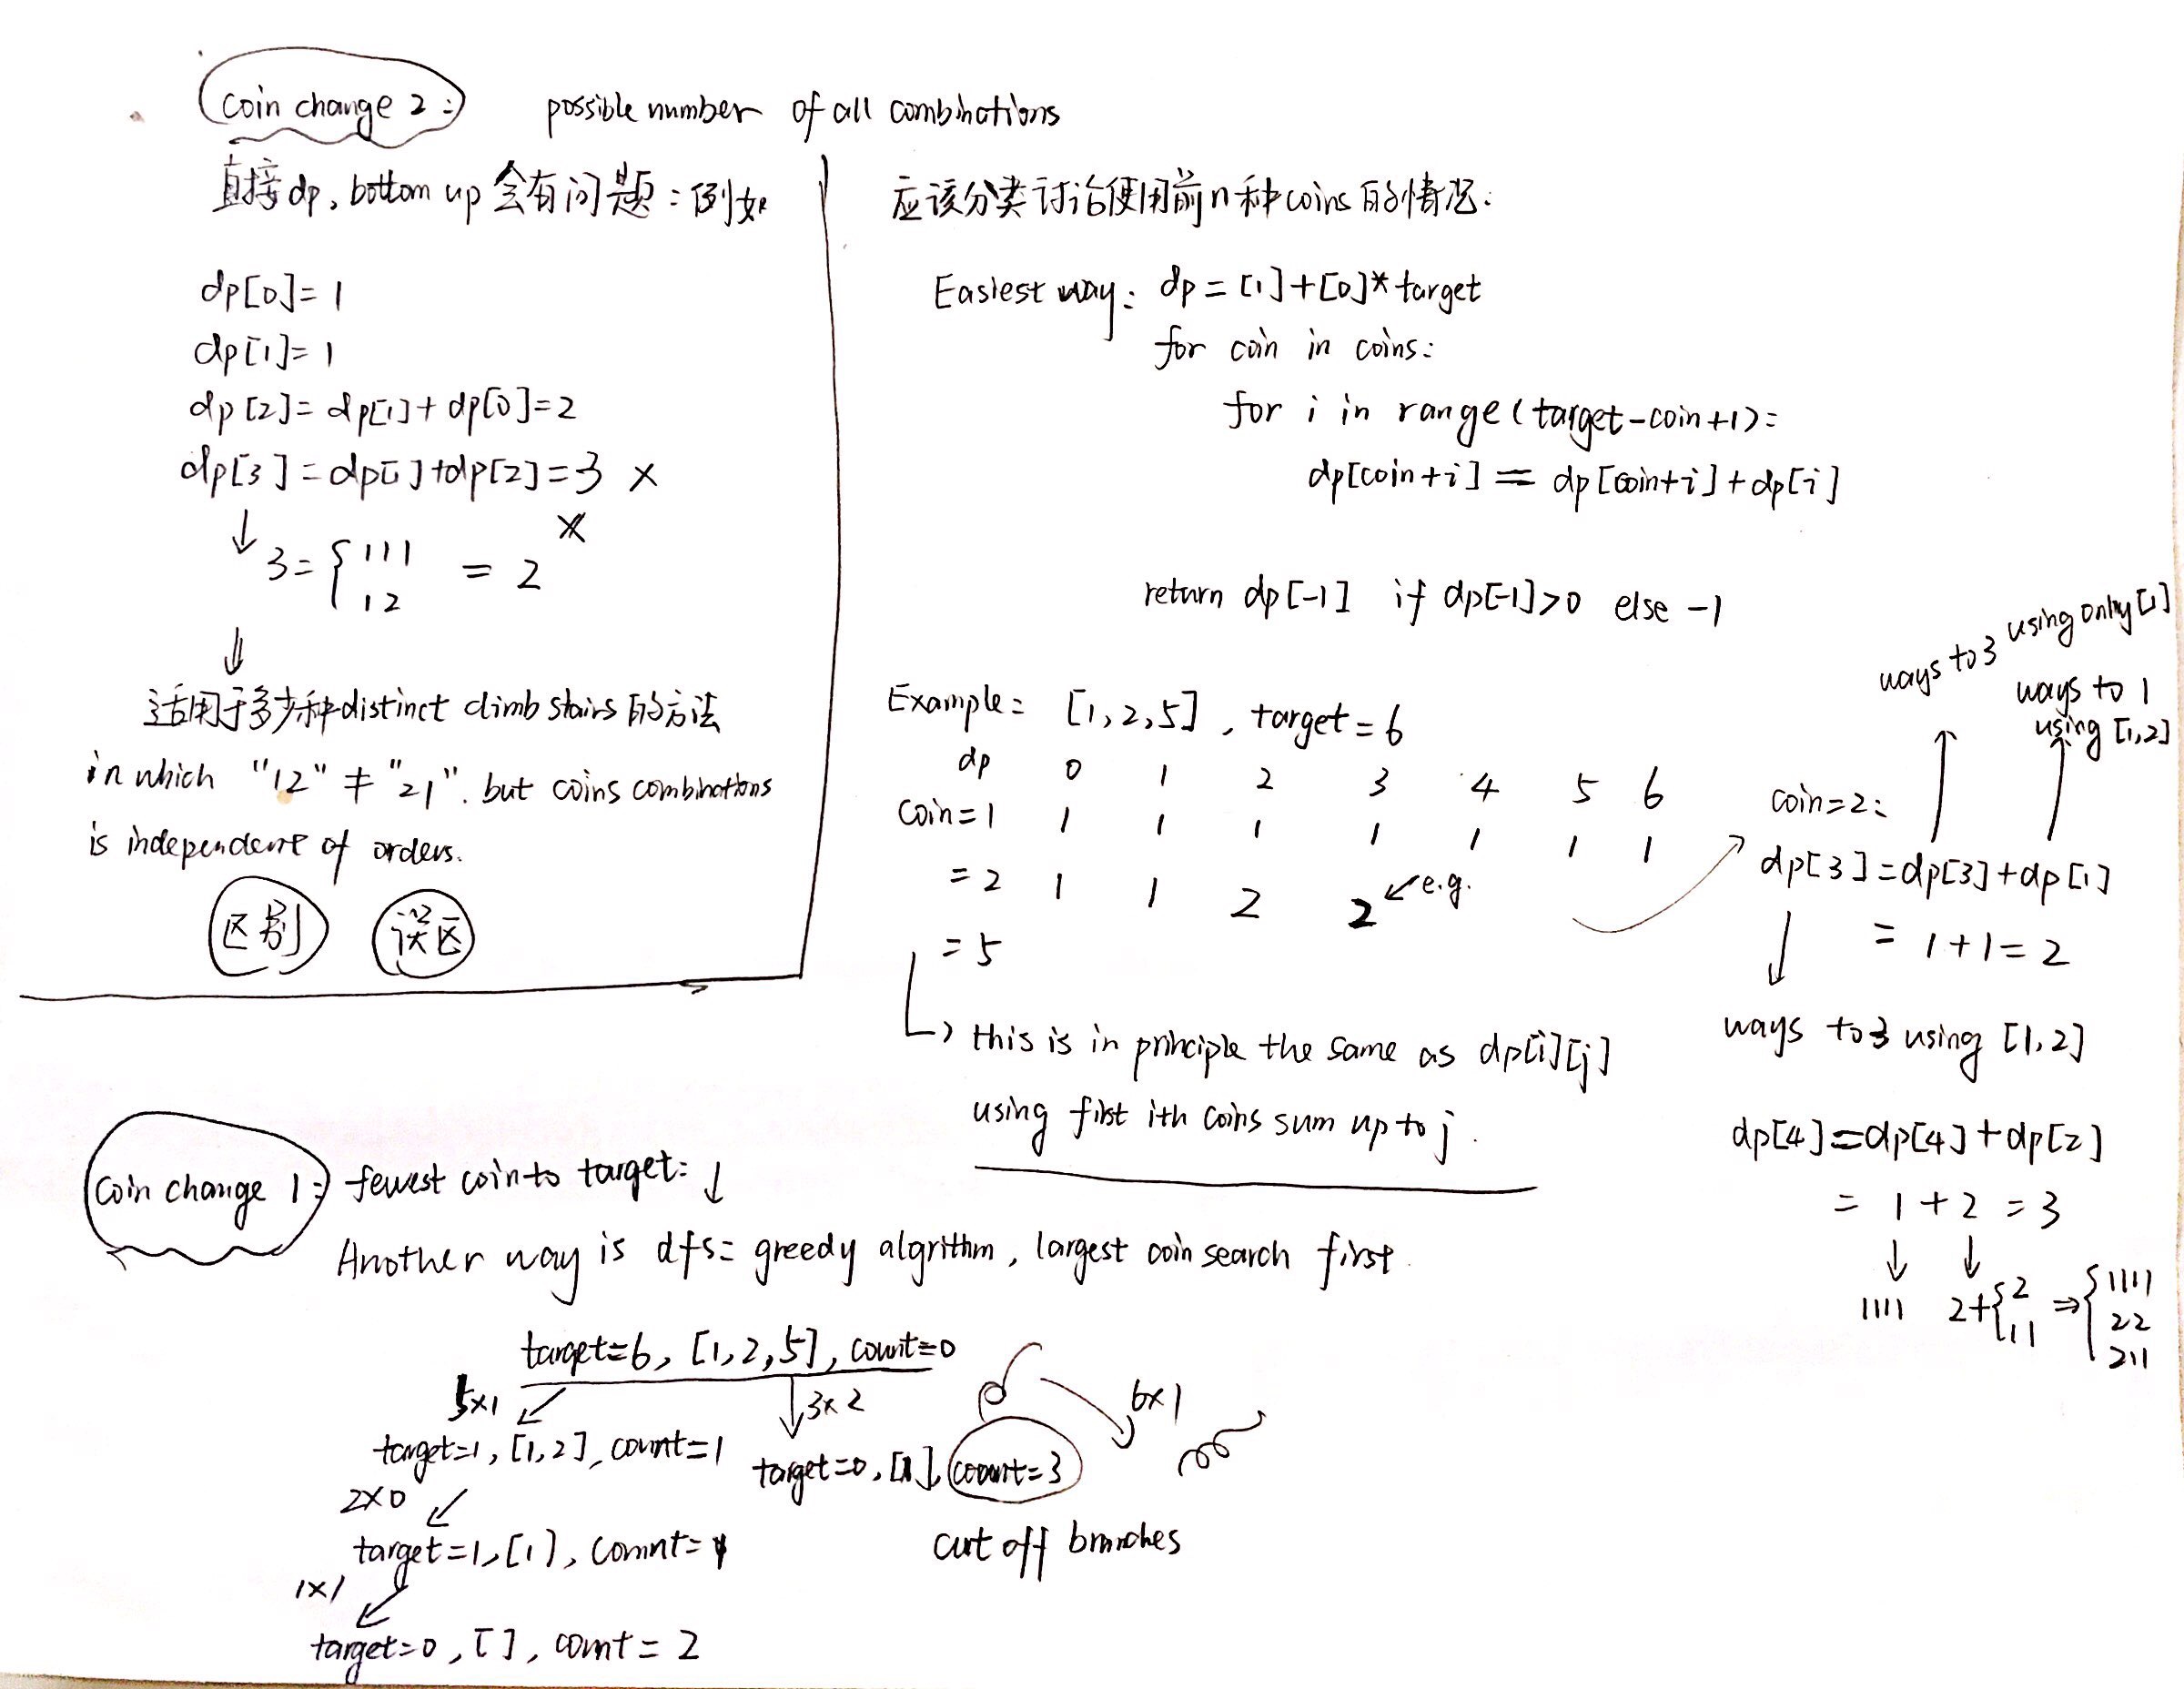 coin change 2:
possible number of all combinations
直接dp, bottom up 会有问题:例如
dp[0]=1
dp[1]=1
dp[2]=dp[1]+dp[0]=2
dp[3]=dp[1]+dp[2]=3 x
x
3={111
12
= 2
适用于多少种distinct climb stairs的方法
in which "12" ≠ "21". but coins combinations
is independent of orders.
区别 误区
应该分类讨论使用前n种coins的情况:
Easiest way: dp=[1]+[0]*target
for coin in coins:
for i in range(target-coin+1):
dp[coin+i] = dp[coin+i]+dp[i]
return dp[-1] if dp[-1]>0 else -1
Example: [1,2,5], target=6
dp 0 1 2 3 4 5 6
coin=1 1 1 1 1 1 1 1
=2 1 1 2 2 ↙e.g.
=5
this is in principle the same as dp[i][j]
using first ith coins sum up to j.
ways to 3 using only [1]
ways to 1
using [1,2]
coin=2:
dp[3]=dp[3]+dp[1]
= 1+1=2
ways to 3 using [1,2]
dp[4]=dp[4]+dp[2]
= 1+2=3
↓ ↓
1111 2+{2
11
⇒{1111
22
211
coin change 1: fewest coin to target: ↓
Another way is dfs: greedy algrithm, largest coin search first.
target=6, [1,2,5], count=0
5x1 3x2 6x1
target=1, [1,2], count=1
target=0, [1], count=3
2x0
target=1, [1], count=1
cut off branches
1x1
target=0, [], count=2